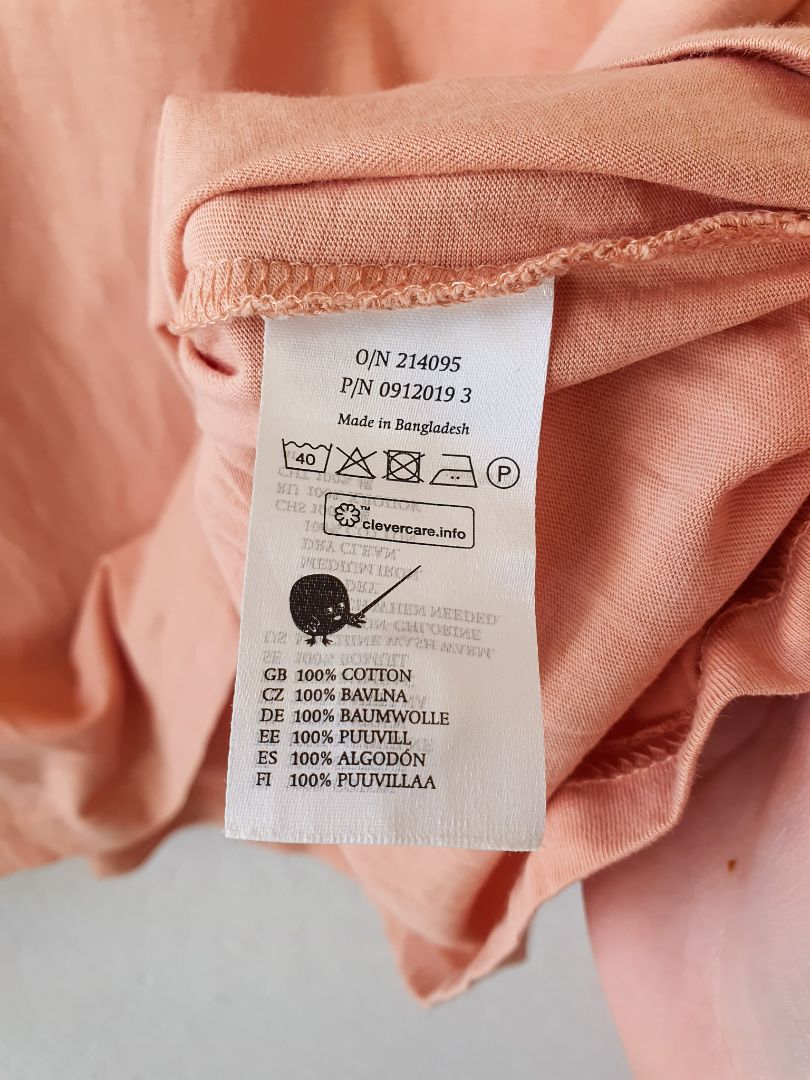 O/N 214095
P/N 0912019 3
Made in Bangladesh
40 P
™ clevercare.info
GB 100% COTTON
CZ 100% BAVLNA
DE 100% BAUMWOLLE
EE 100% PUUVILL
ES 100% ALGODÓN
FI 100% PUUVILLAA